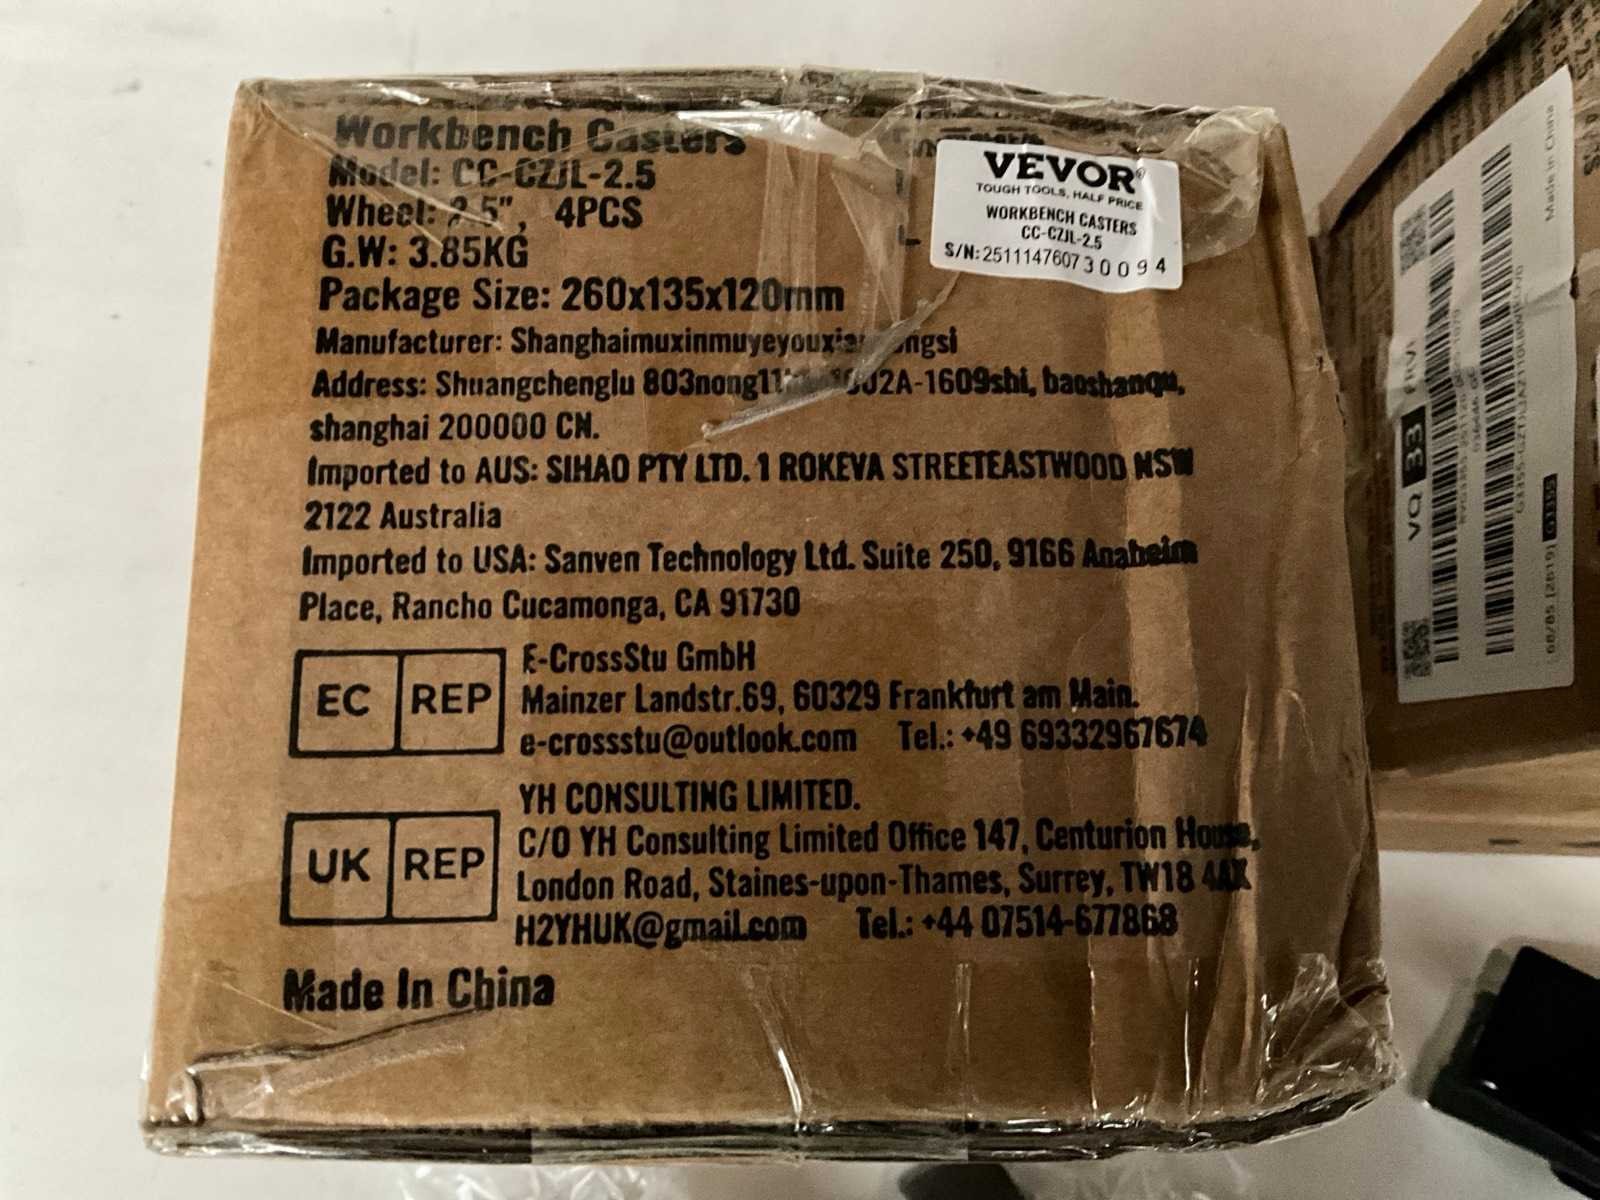 Workbench Casters
Model: CC-CZJL-2.5
Wheel: 2.5", 4PCS
G.W: 3.85KG
Package Size: 260x135x120mm
VEVOR®
TOUGH TOOLS, HALF PRICE
WORKBENCH CASTERS
CC-CZJL-2.5
S/N:25111476073 0 0 9 4
Manufacturer:
Address: Shuangchenglu baoshanqu,
shanghai 200000 CN.
Imported to AUS: SIHAO PTY LTD. 1 ROKEVA STREETEASTWOOD NSW
2122 Australia
Imported to USA: Sanven Technology Ltd. Suite 250, 9166 Anaheim
Place, Rancho Cucamonga, CA 91730
EC REP
E-CrossStu GmbH
Mainzer Landstr.69, 60329 Frankfurt am Main.
e-crossstu@outlook.com Tel.: +49 69332967674
UK REP
YH CONSULTING LIMITED.
C/O YH Consulting Limited Office 147, Centurion House,
London Road, Staines-upon-Thames, Surrey, TW18 4AX
H2YHUK@gmail.com Tel.: +44 07514-677868
Made In China
VQ 33
Made in China